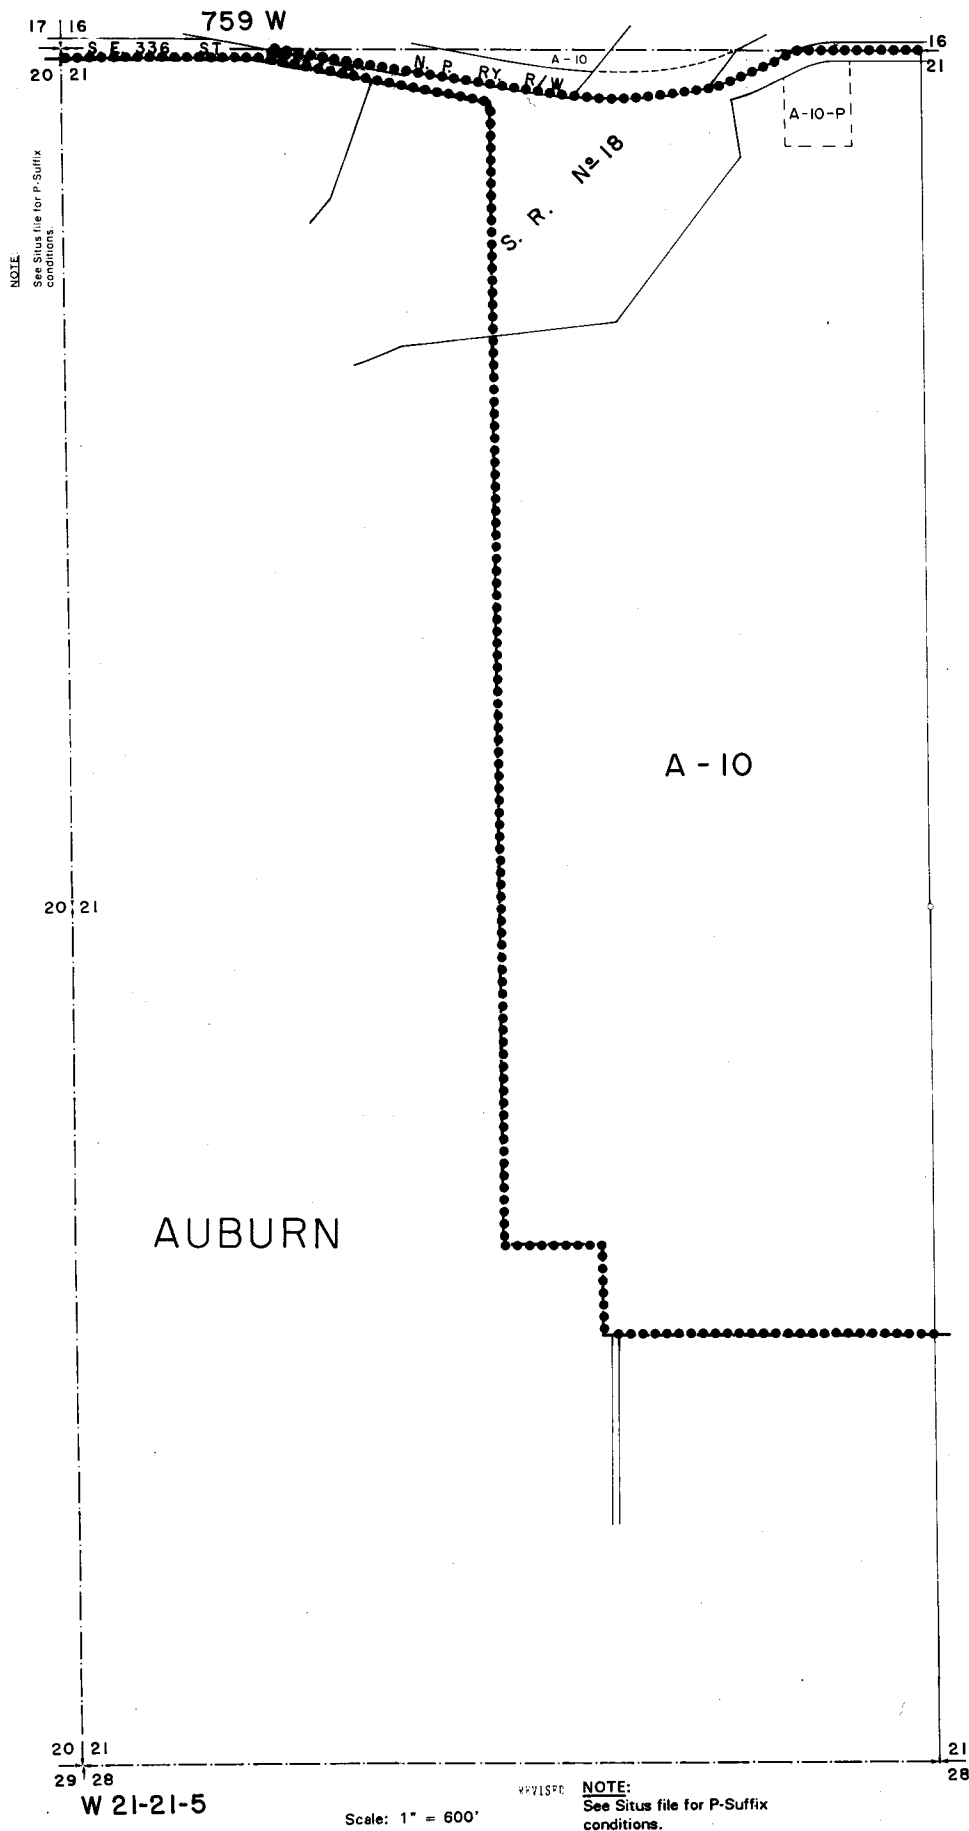 17 16
759 W
S E 336 ST
20 21
N. P. RY. R/W
A-10
16
21
A-10-P
S. R. Nº 18
NOTE:
See Situs file for P-Suffix
conditions.
A-10
20 21
AUBURN
20 21
29 28
21
28
W 21-21-5
Scale: 1" = 600'
REVISED
NOTE:
See Situs file for P-Suffix
conditions.